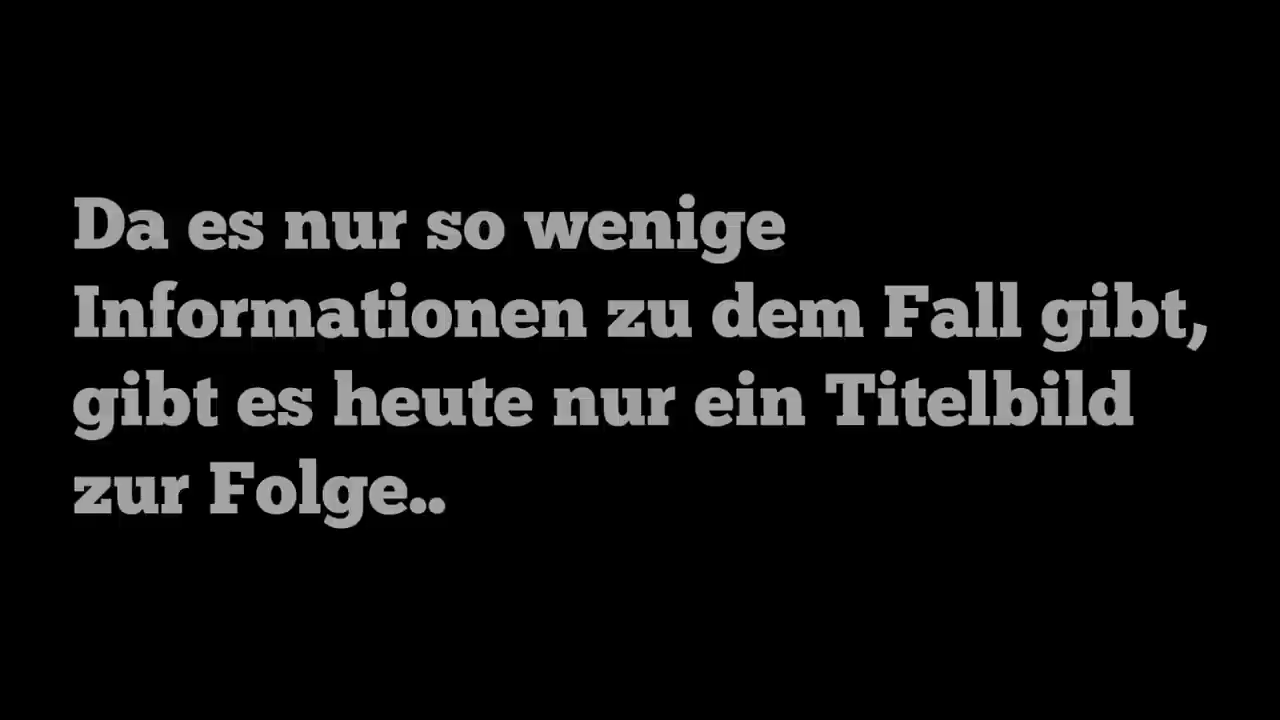 Da es nur so wenige
Informationen zu dem Fall gibt,
gibt es heute nur ein Titelbild
zur Folge..